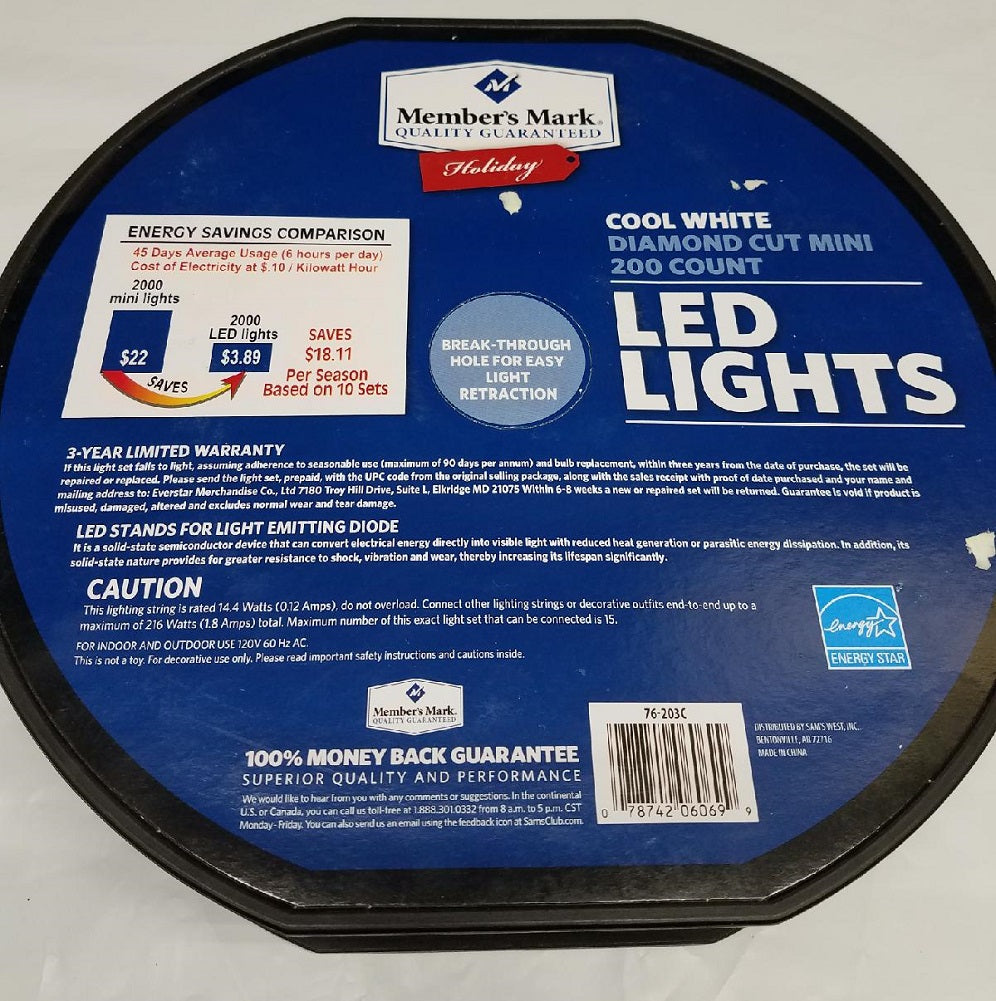 Member's Mark®
QUALITY GUARANTEED
Holiday
ENERGY SAVINGS COMPARISON
45 Days Average Usage (6 hours per day)
Cost of Electricity at $.10 / Kilowatt Hour
2000
mini lights
$22
SAVES
2000
LED lights
$3.89
SAVES
$18.11
Per Season
Based on 10 Sets
BREAK-THROUGH
HOLE FOR EASY
LIGHT
RETRACTION
COOL WHITE
DIAMOND CUT MINI
200 COUNT
LED
LIGHTS
3-YEAR LIMITED WARRANTY
If this light set fails to light, assuming adherence to seasonable use (maximum of 90 days per annum) and bulb replacement, within three years from the date of purchase, the set will be
repaired or replaced. Please send the light set, prepaid, with the UPC code from the original selling package, along with the sales receipt with proof of date purchased and your name and
mailing address to: Everstar Merchandise Co., Ltd 7180 Troy Hill Drive, Suite L, Elkridge MD 21075 Within 6-8 weeks a new or repaired set will be returned. Guarantee is void if product is
misused, damaged, altered and excludes normal wear and tear damage.
LED STANDS FOR LIGHT EMITTING DIODE
It is a solid-state semiconductor device that can convert electrical energy directly into visible light with reduced heat generation or parasitic energy dissipation. In addition, its
solid-state nature provides for greater resistance to shock, vibration and wear, thereby increasing its lifespan significantly.
CAUTION
This lighting string is rated 14.4 Watts (0.12 Amps), do not overload. Connect other lighting strings or decorative outfits end-to-end up to a
maximum of 216 Watts (1.8 Amps) total. Maximum number of this exact light set that can be connected is 15.
FOR INDOOR AND OUTDOOR USE 120V 60 Hz AC.
This is not a toy. For decorative use only. Please read important safety instructions and cautions inside.
energy
ENERGY STAR
Member's Mark.
QUALITY GUARANTEED
100% MONEY BACK GUARANTEE
SUPERIOR QUALITY AND PERFORMANCE
We would like to hear from you with any comments or suggestions. In the continental
U.S. or Canada, you can call us toll-free at 1.888.301.0332 from 8 a.m. to 5 p.m. CST
Monday - Friday. You can also send us an email using the feedback icon at SamsClub.com.
76-203C
0 78742 06069 9
DISTRIBUTED BY SAM'S WEST, INC.
BENTONVILLE, AR 72716
MADE IN CHINA